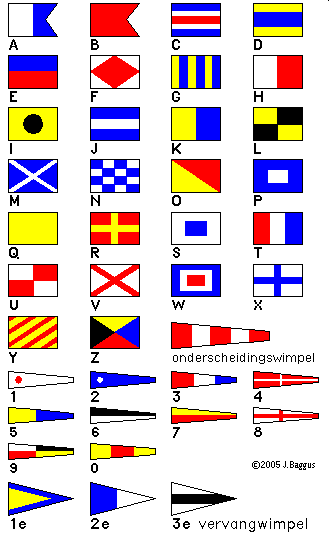 A B C D
E F G H
I J K L
M N O P
Q R S T
U V W X
Y Z onderscheidingswimpel
1 2 3 4
5 6 7 8
9 0
©2005 J.Baggus
1e 2e 3e vervangwimpel